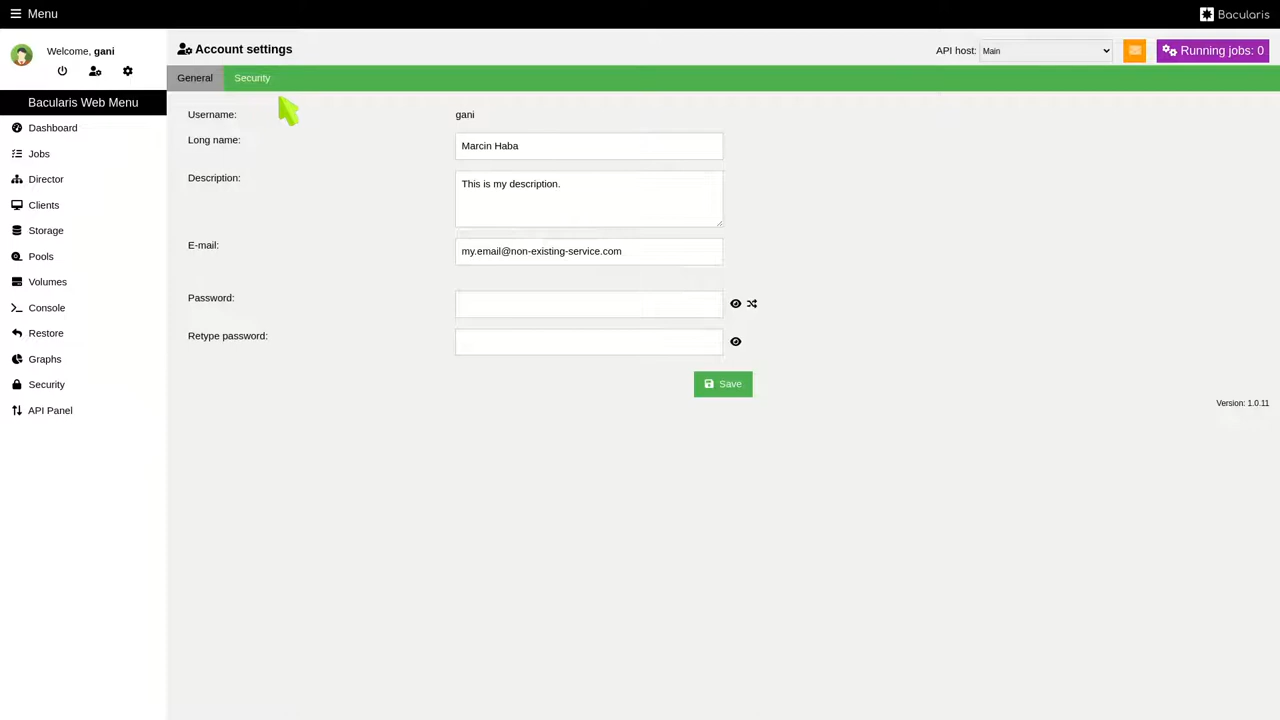 Menu
Bacularis
Welcome, gani
Account settings
API host: Main
Running jobs: 0
General
Security
Bacularis Web Menu
Dashboard
Jobs
Director
Clients
Storage
Pools
Volumes
Console
Restore
Graphs
Security
API Panel
Username: gani
Long name: Marcin Haba
Description: This is my description.
E-mail: my.email@non-existing-service.com
Password:
Retype password:
Save
Version: 1.0.11